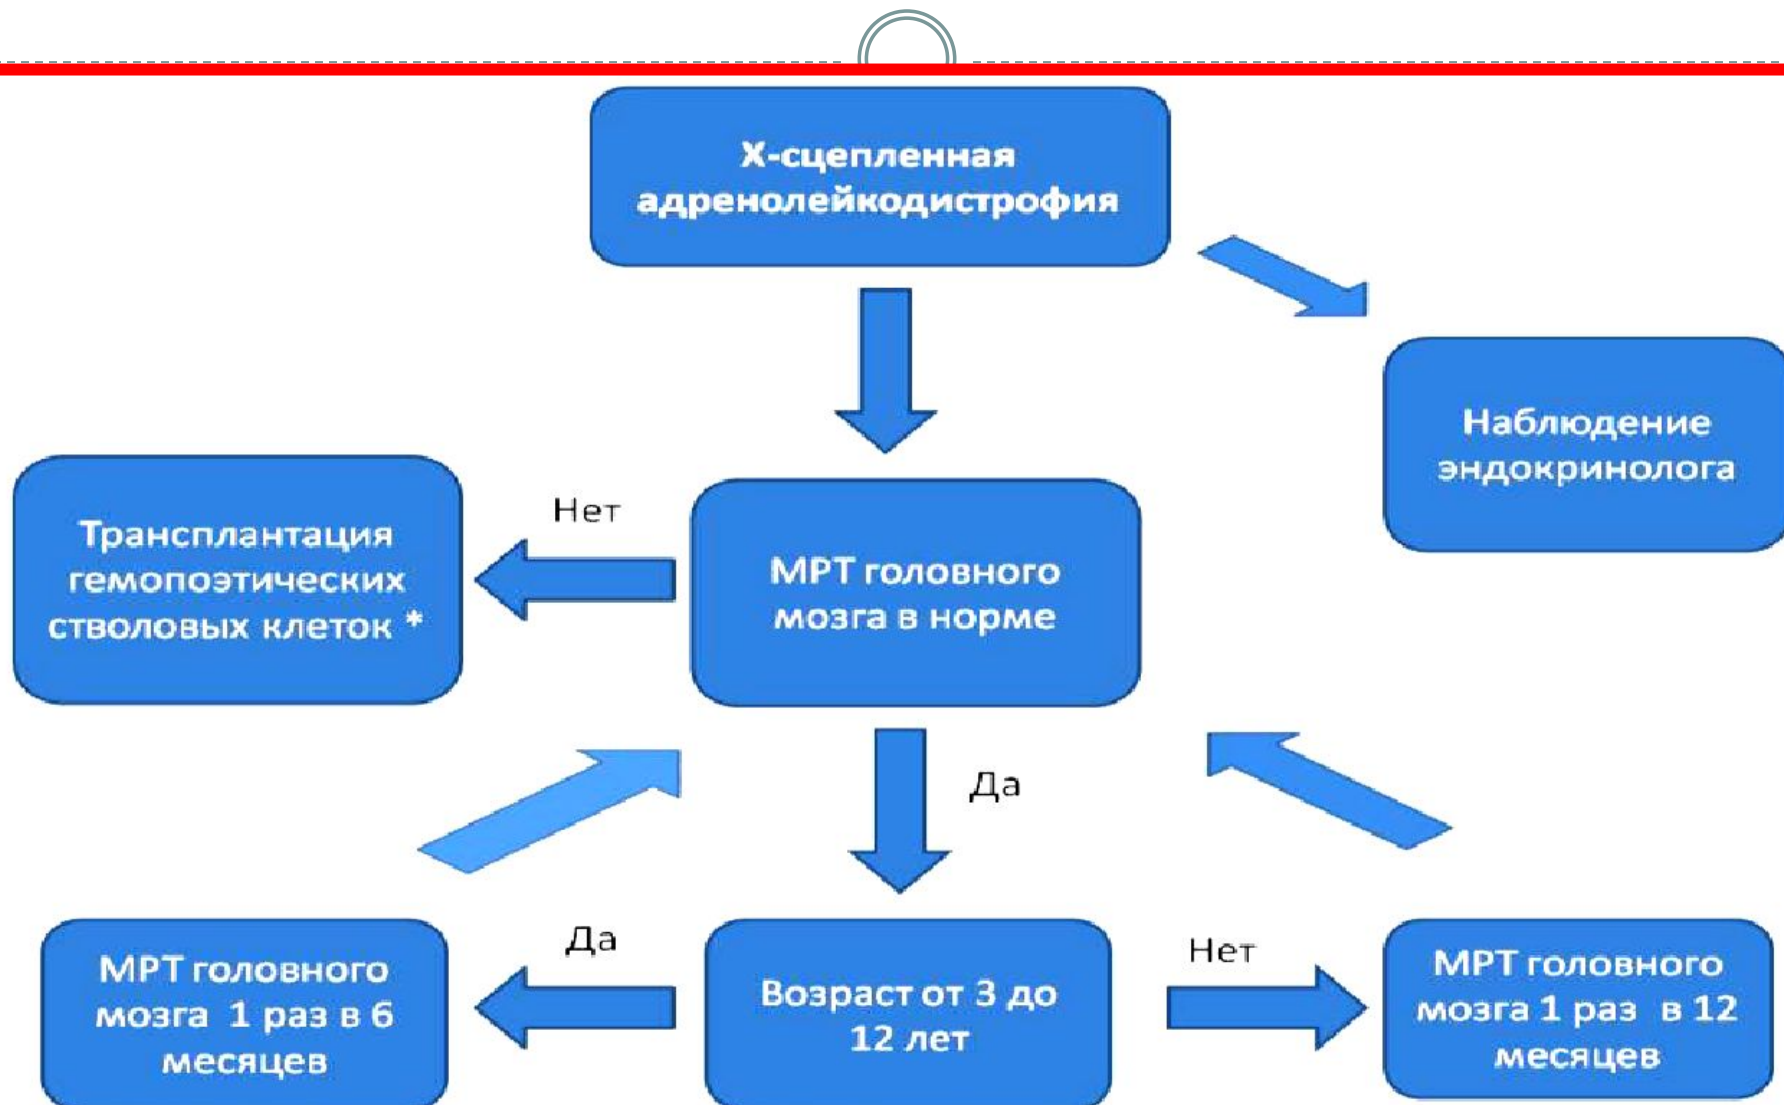 Х-сцепленная
адренолейкодистрофия
Наблюдение
эндокринолога
Трансплантация
гемопоэтических
стволовых клеток *
Нет
МРТ головного
мозга в норме
Да
МРТ головного
мозга 1 раз в 6
месяцев
Да
Возраст от 3 до
12 лет
Нет
МРТ головного
мозга 1 раз в 12
месяцев